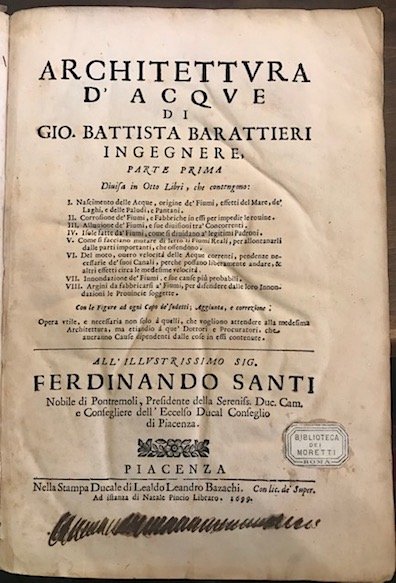 ARCHITETTVRA
D'ACQVE
DI
GIO. BATTISTA BARATTIERI
INGEGNERE,
PARTE PRIMA
Diuisa in Otto Libri, che contengono:
I. Nascimento delle Acque, origine de' Fiumi, effetti del Mare, de'
Laghi, e delle Paludi, e Pantani.
II. Corrosione de' Fiumi, e Fabbriche in essi per impedir le rouine.
III. Alluuione de' Fiumi, e sue diuisioni tra' Concorrenti.
IV. Isole fatte da' Fiumi, come si diuidano a' legitimi Padroni.
V. Come si facciano mutare di letto li Fiumi Reali, per allontanarli
dalle parti importanti, che offendono.
VI. Del moto, ouero velocità delle Acque correnti, pendenze ne-
cessarie de' suoi Canali, perche possano liberamente andare, &
altri effetti circa le medesime velocità.
VII. Innondazione de' Fiumi, e sue cause più probabili.
VIII. Argini da fabbricarsi a' Fiumi, per difendere dalle loro Innon-
dazioni le Prouincie soggette.
Con le Figure ad ogni Capo de' sudetti; Aggiunta, e correzione:
Opera vtile, e necessaria non solo á quelli, che vogliono attendere alla medesima
Architettura, ma etiandio á que' Dottori e Procuratori, che
aueranno Cause dipendenti dalle cose in essi contenute.
ALL'ILLVSTRISSIMO SIG.
FERDINANDO SANTI
Nobile di Pontremoli, Presidente della Sereniss. Duc. Cam.
e Consegliere dell'Eccelso Ducal Conseglio
di Piacenza.
BIBLIOTECA
DEI
MORETTI
ROMA
PIACENZA
Nella Stampa Ducale di Lealdo Leandro Bazachi. Con lic. de' Super.
Ad istanza di Natale Pincio Libraro. 1699.